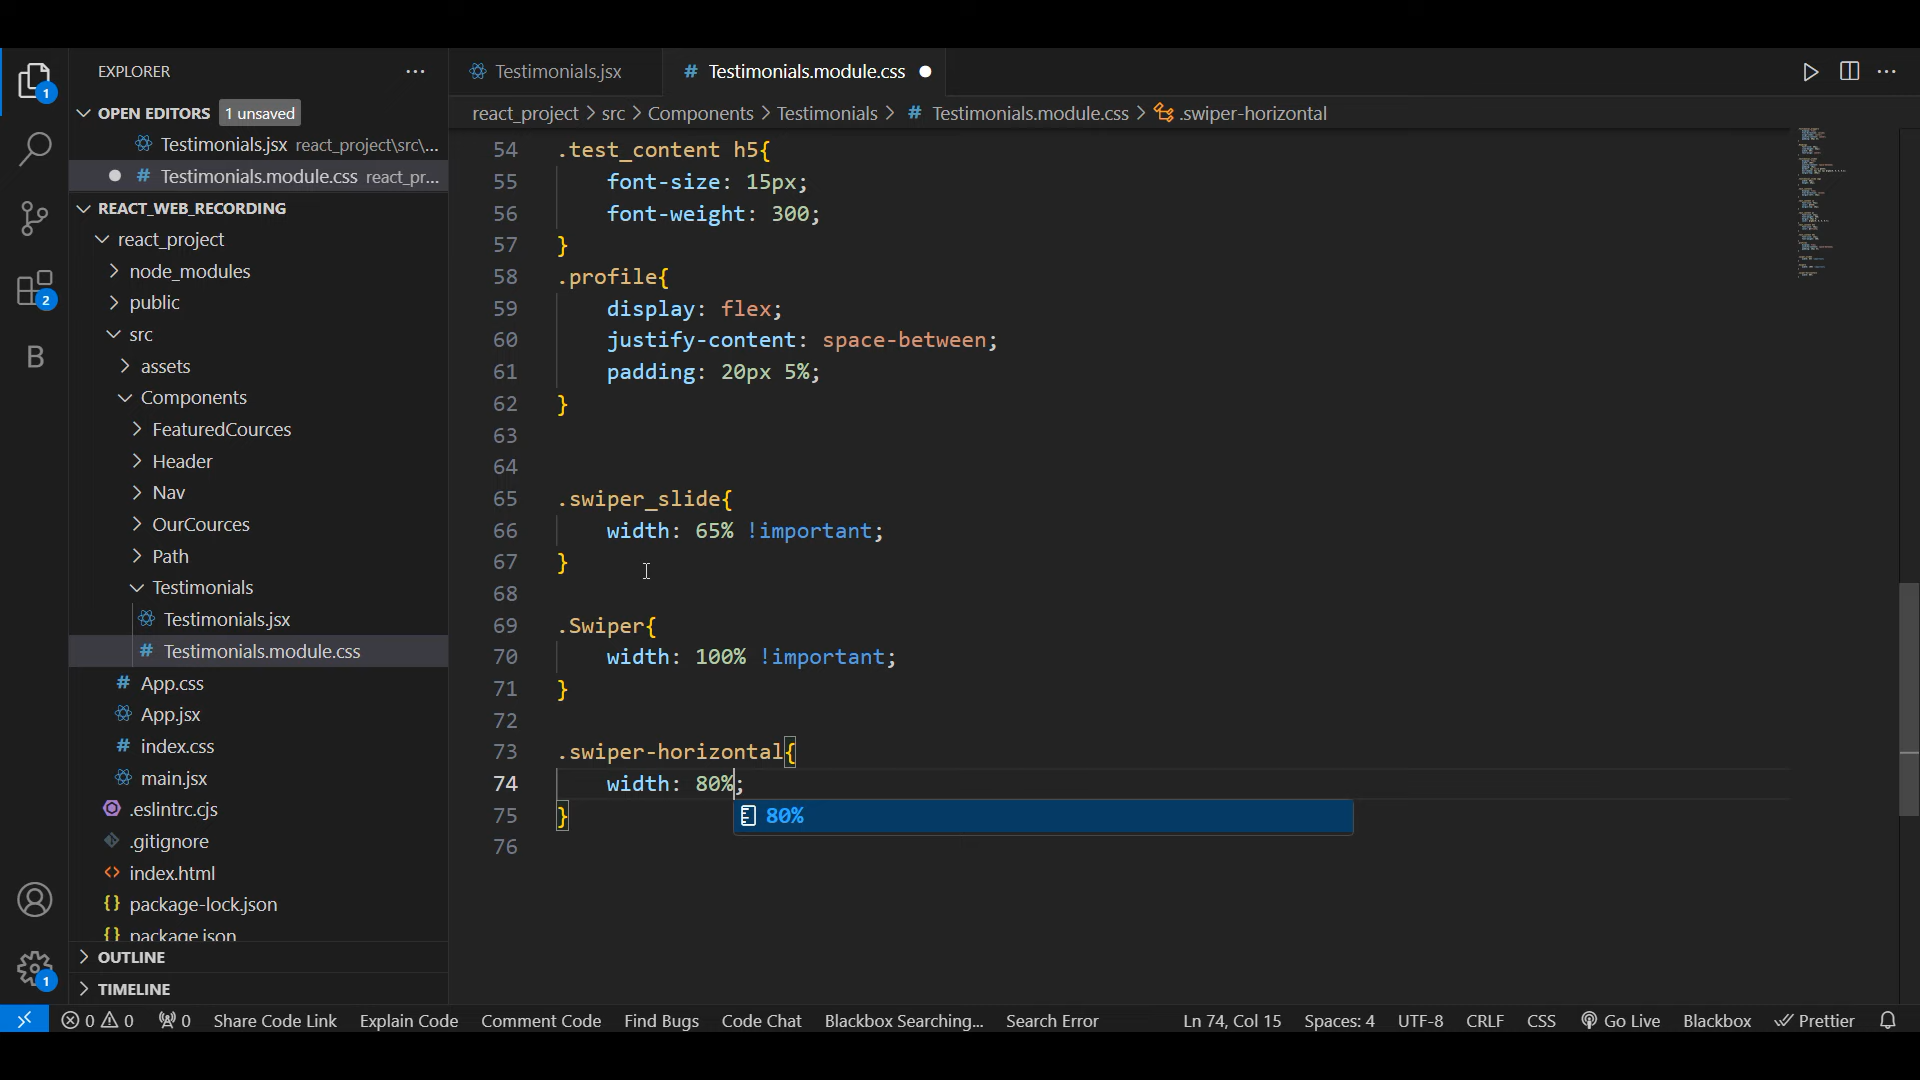 EXPLORER
OPEN EDITORS 1 unsaved
Testimonials.jsx react_project\src\...
Testimonials.module.css react_pr...
REACT_WEB_RECORDING
react_project
node_modules
public
src
assets
Components
FeaturedCources
Header
Nav
OurCources
Path
Testimonials
Testimonials.jsx
Testimonials.module.css
App.css
App.jsx
index.css
main.jsx
.eslintrc.cjs
.gitignore
index.html
package-lock.json
package.json
OUTLINE
TIMELINE
1
2
B
1
Testimonials.jsx
Testimonials.module.css
react_project > src > Components > Testimonials > # Testimonials.module.css > .swiper-horizontal
54 .test_content h5{
55 font-size: 15px;
56 font-weight: 300;
57 }
58 .profile{
59 display: flex;
60 justify-content: space-between;
61 padding: 20px 5%;
62 }
63
64
65 .swiper_slide{
66 width: 65% !important;
67 }
68
69 .Swiper{
70 width: 100% !important;
71 }
72
73 .swiper-horizontal{
74 width: 80%;
75 }
80%
76
0 0 0 Share Code Link Explain Code Comment Code Find Bugs Code Chat Blackbox Searching... Search Error Ln 74, Col 15 Spaces: 4 UTF-8 CRLF CSS Go Live Blackbox Prettier